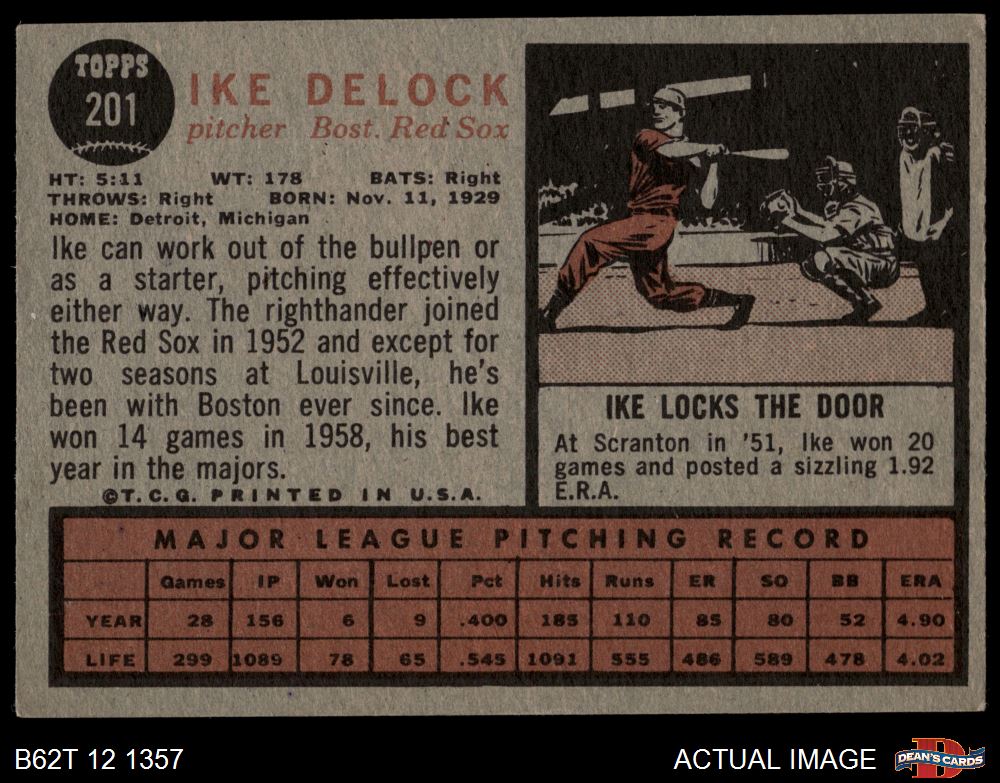 TOPPS
201
IKE DELOCK
pitcher Bost. Red Sox
HT: 5:11 WT: 178 BATS: Right
THROWS: Right BORN: Nov. 11, 1929
HOME: Detroit, Michigan
Ike can work out of the bullpen or
as a starter, pitching effectively
either way. The righthander joined
the Red Sox in 1952 and except for
two seasons at Louisville, he's
been with Boston ever since. Ike
won 14 games in 1958, his best
year in the majors.
©T.C.G. PRINTED IN U.S.A.
IKE LOCKS THE DOOR
At Scranton in '51, Ike won 20
games and posted a sizzling 1.92
E.R.A.
MAJOR LEAGUE PITCHING RECORD
Games IP Won Lost Pct Hits Runs ER SO BB ERA
YEAR 28 156 6 9 .400 185 110 85 80 52 4.90
LIFE 299 1089 78 65 .545 1091 555 486 589 478 4.02
B62T 12 1357
ACTUAL IMAGE
D
DEAN'S CARDS